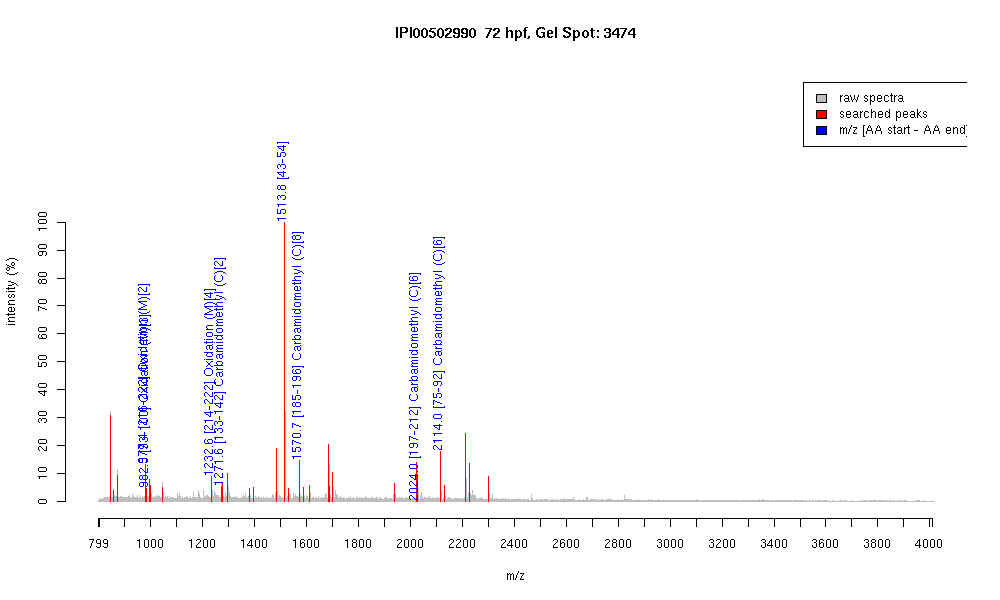 IPI00502990 72 hpf, Gel Spot: 3474
raw spectra
searched peaks
m/z [AA start - AA end]
intensity (%)
100
90
80
70
60
50
40
30
20
10
0
1232.6 [214-222] Oxidation (M)[4]
1271.6 [133-142] Carbamidomethyl (C)[2]
1513.8 [43-54]
1570.7 [185-196] Carbamidomethyl (C)[8]
2024.0 [197-212] Carbamidomethyl (C)[6]
2114.0 [75-92] Carbamidomethyl (C)[6]
799 1000 1200 1400 1600 1800 2000 2200 2400 2600 2800 3000 3200 3400 3600 3800 4000
m/z